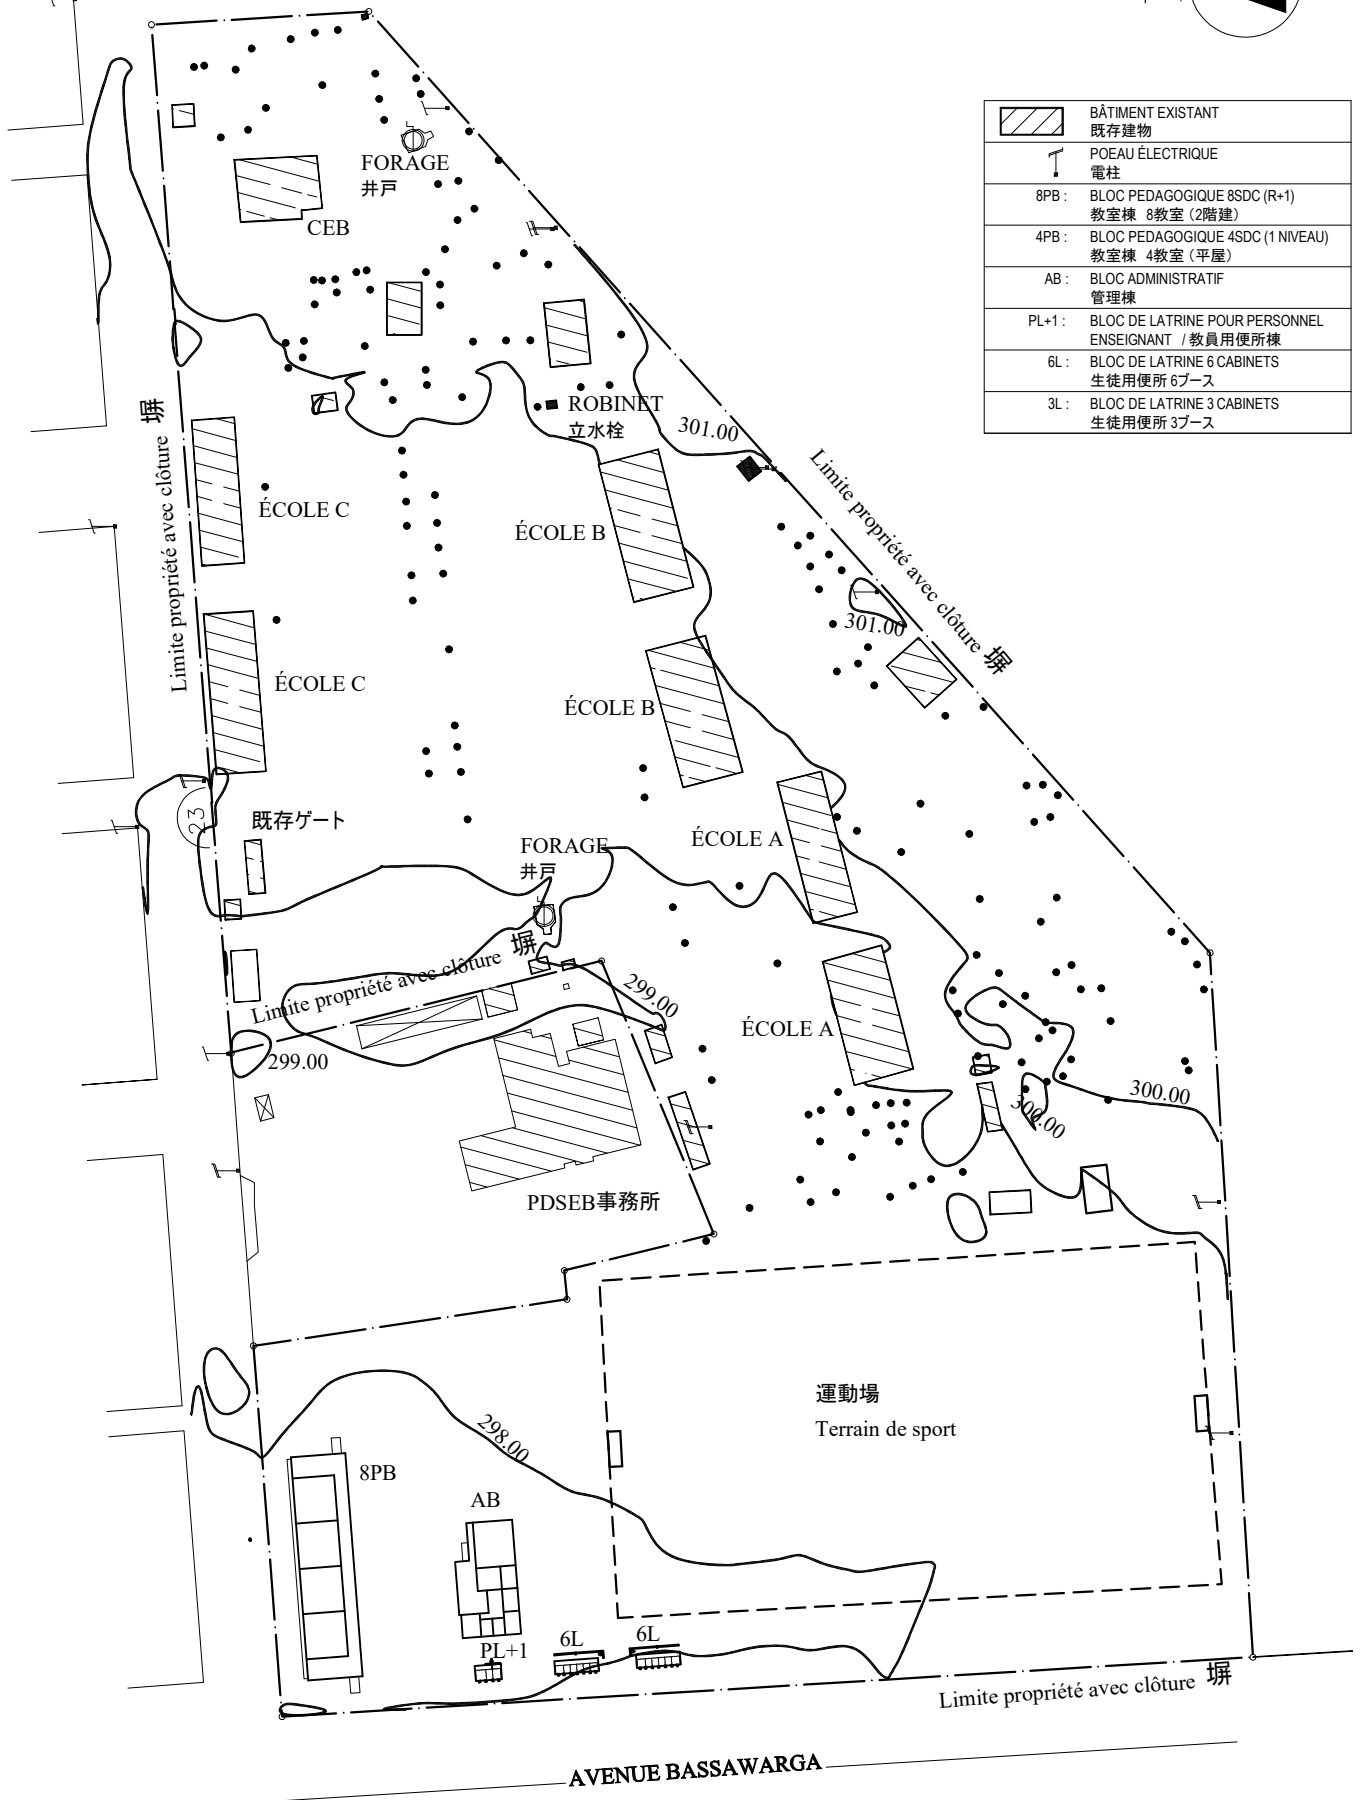 BÂTIMENT EXISTANT
既存建物
POEAU ÉLECTRIQUE
電柱
8PB : BLOC PEDAGOGIQUE 8SDC (R+1)
教室棟 8教室 (2階建)
4PB : BLOC PEDAGOGIQUE 4SDC (1 NIVEAU)
教室棟 4教室 (平屋)
AB : BLOC ADMINISTRATIF
管理棟
PL+1 : BLOC DE LATRINE POUR PERSONNEL
ENSEIGNANT / 教員用便所棟
6L : BLOC DE LATRINE 6 CABINETS
生徒用便所 6ブース
3L : BLOC DE LATRINE 3 CABINETS
生徒用便所 3ブース
FORAGE
井戸
CEB
ROBINET
立水栓
301.00
Limite propriété avec clôture 塀
Limite propriété avec clôture 塀
ÉCOLE C
ÉCOLE B
301.00
ÉCOLE C
ÉCOLE B
23
既存ゲート
ÉCOLE A
FORAGE
井戸
Limite propriété avec clôture 塀
299.00
299.00
ÉCOLE A
300.00
300.00
PDSEB事務所
運動場
Terrain de sport
298.00
8PB
AB
PL+1
6L
6L
Limite propriété avec clôture 塀
AVENUE BASSAWARGA